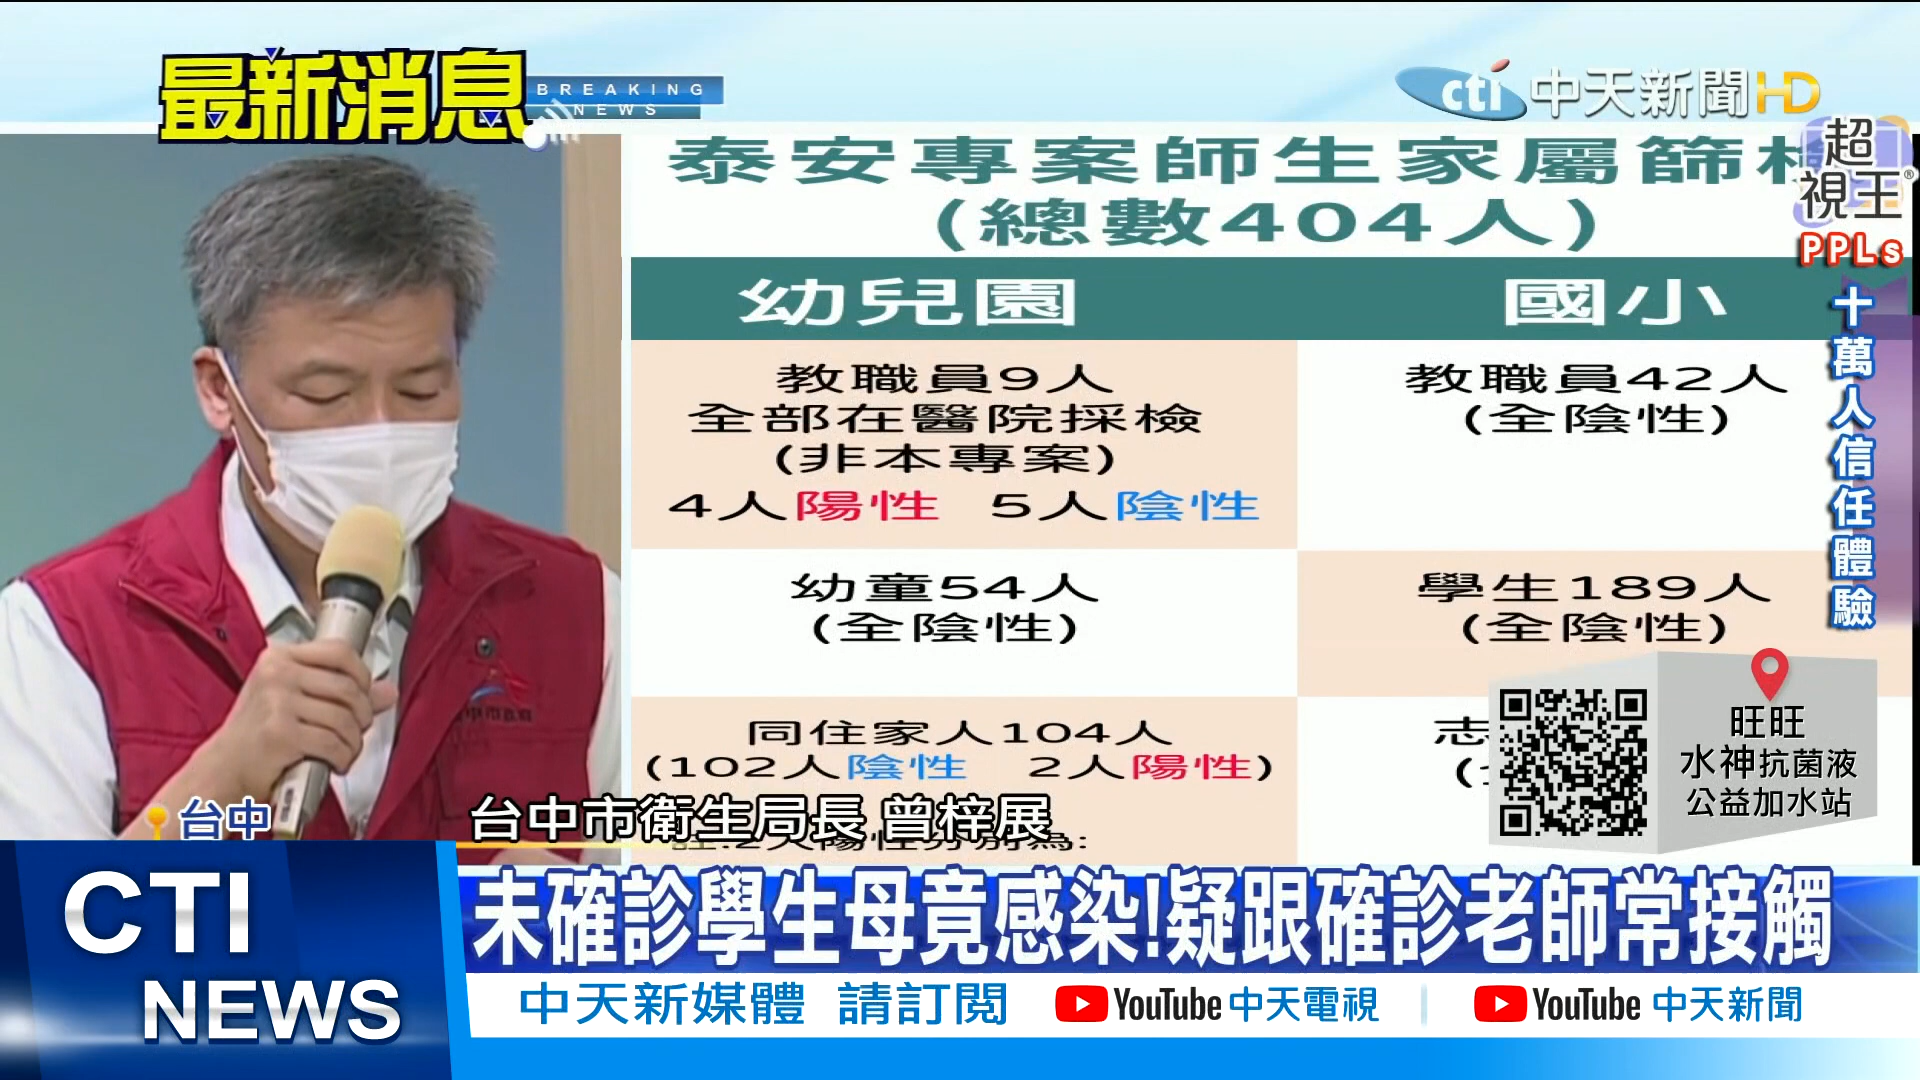 最新消息
BREAKING
NEWS
cti 中天新聞HD
超
視王®
PPLs
十萬人信任體驗
泰安專案師生家屬篩
(總數404人)
幼兒園
國小
教職員9人
全部在醫院採檢
(非本專案)
4人陽性 5人陰性
教職員42人
(全陰性)
幼童54人
(全陰性)
學生189人
(全陰性)
同住家人104人
(102人陰性 2人陽性)
志
旺旺
水神抗菌液
公益加水站
台中
台中市衛生局長 曾梓展
CTI
NEWS
未確診學生母竟感染!疑跟確診老師常接觸
中天新媒體 請訂閱 YouTube 中天電視 | YouTube 中天新聞